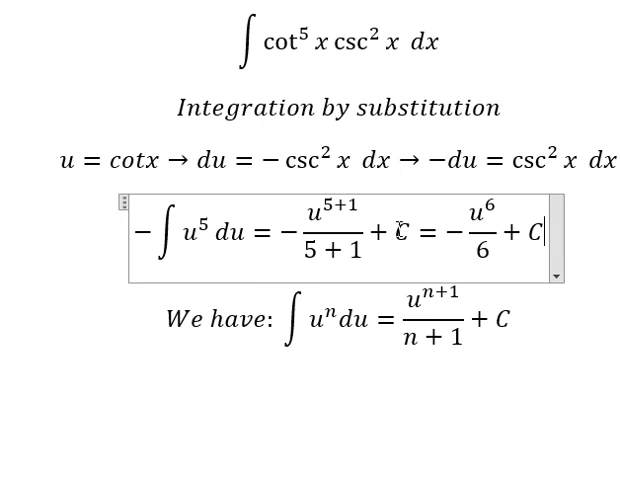 ∫ cot⁵ x csc² x dx
Integration by substitution
u = cotx → du = − csc² x dx → −du = csc² x dx
− ∫ u⁵ du = − u⁵⁺¹/(5 + 1) + C = − u⁶/6 + C
We have: ∫ uⁿdu = uⁿ⁺¹/(n + 1) + C